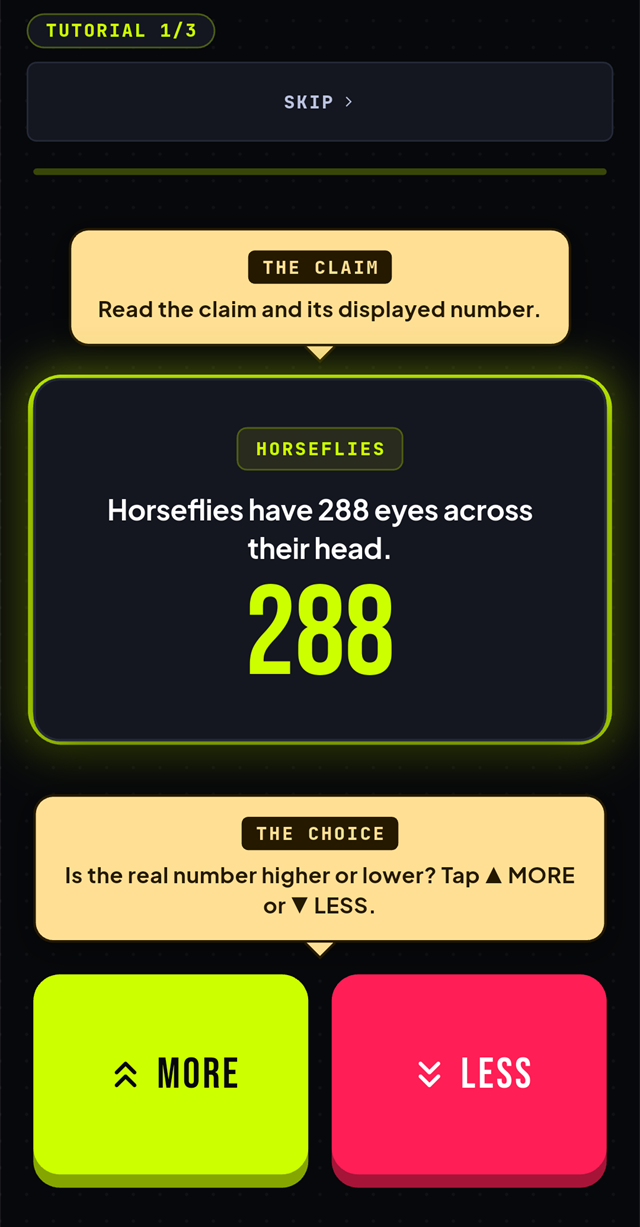 TUTORIAL 1/3
SKIP >
THE CLAIM
Read the claim and its displayed number.
HORSEFLIES
Horseflies have 288 eyes across
their head.
288
THE CHOICE
Is the real number higher or lower? Tap ▲ MORE
or ▼ LESS.
MORE
LESS